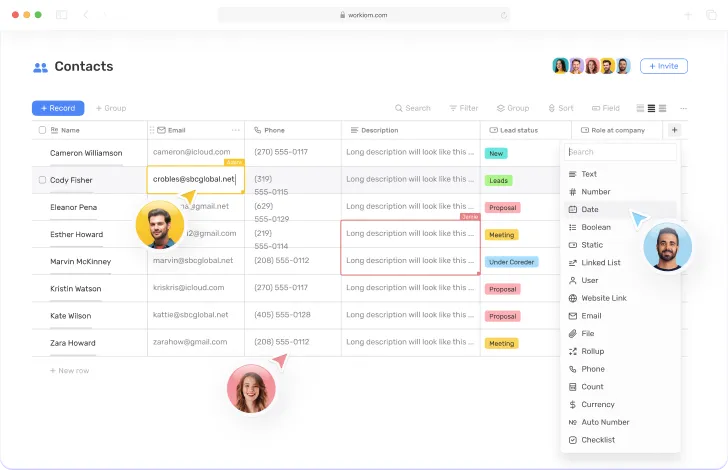 workiom.com
Contacts
+ Invite
+ Record
+ Group
Search
Filter
Group
Sort
Field
Name
Email
Phone
Description
Lead status
Role at company
+
Cameron Williamson
cameron@icloud.com
(270) 555-0117
Long description will look like this ...
New
Cody Fisher
crobles@sbcglobal.net
(319)
555-0115
Long description will look like this ...
Leads
Eleanor Pena
@gmail.com
(629)
555-0129
Long description will look like this ...
Proposal
Jenne
Esther Howard
2@gmail.com
(219)
555-0114
Long description will look like this ...
Meeting
Marvin McKinney
marvin@sbcglobal.net
(208) 555-0112
Long description will look like this ...
Under Coreder
Kristin Watson
kriskris@icloud.com
(201) 555-0117
Long description will look like this ...
Proposal
Kate Wilson
kattie@sbcglobal.net
(405) 555-0128
Long description will look like this ...
Proposal
Zara Howard
zarahow@gmail.com
(208) 555-0112
Long description will look like this ...
Meeting
+ New row
Search
Text
Number
Date
Boolean
Static
Linked List
User
Website Link
Email
File
Rollup
Phone
Count
Currency
Auto Number
Checklist